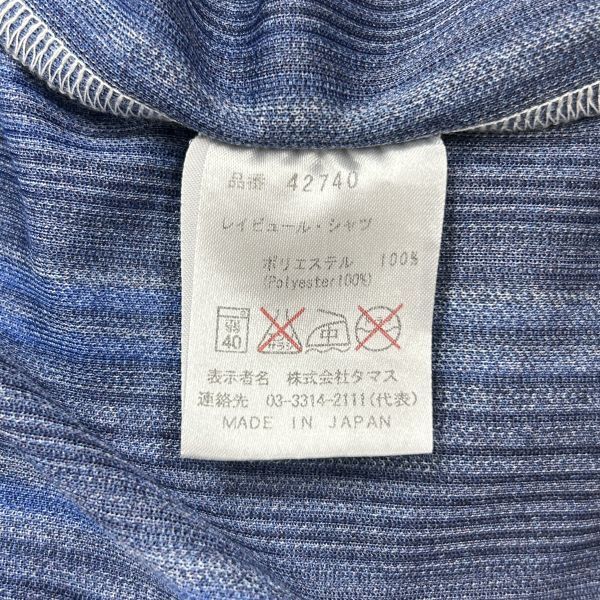 品番 42740
レイビュール・シャツ
ポリエステル 100%
(Polyester100%)
40 中
表示者名 株式会社タマス
連絡先 03-3314-2111(代表)
MADE IN JAPAN